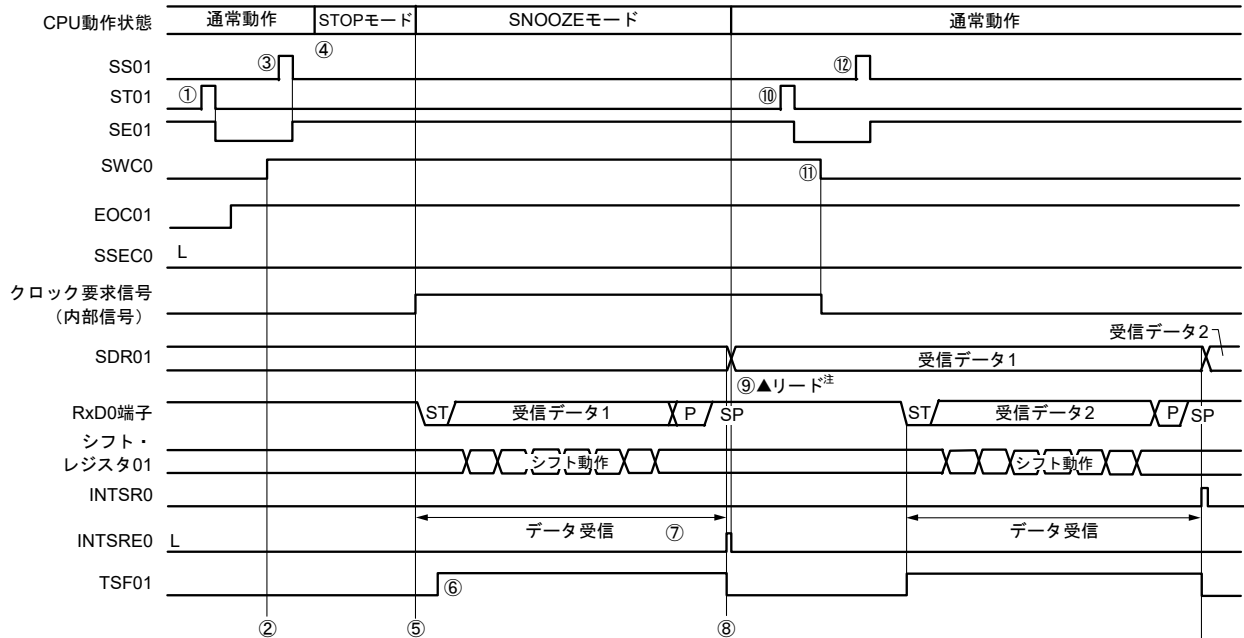 CPU動作状態 通常動作 STOPモード SNOOZEモード 通常動作
④
SS01 ③ ⑫
ST01 ① ⑩
SE01
SWC0 ⑪
EOC01
SSEC0 L
クロック要求信号
（内部信号）
受信データ2
SDR01 受信データ1
⑨▲リード注
RxD0端子 ST 受信データ1 P SP ST 受信データ2 P SP
シフト・
レジスタ01 シフト動作 シフト動作
INTSR0
データ受信 ⑦ データ受信
INTSRE0 L
TSF01 ⑥
② ⑤ ⑧